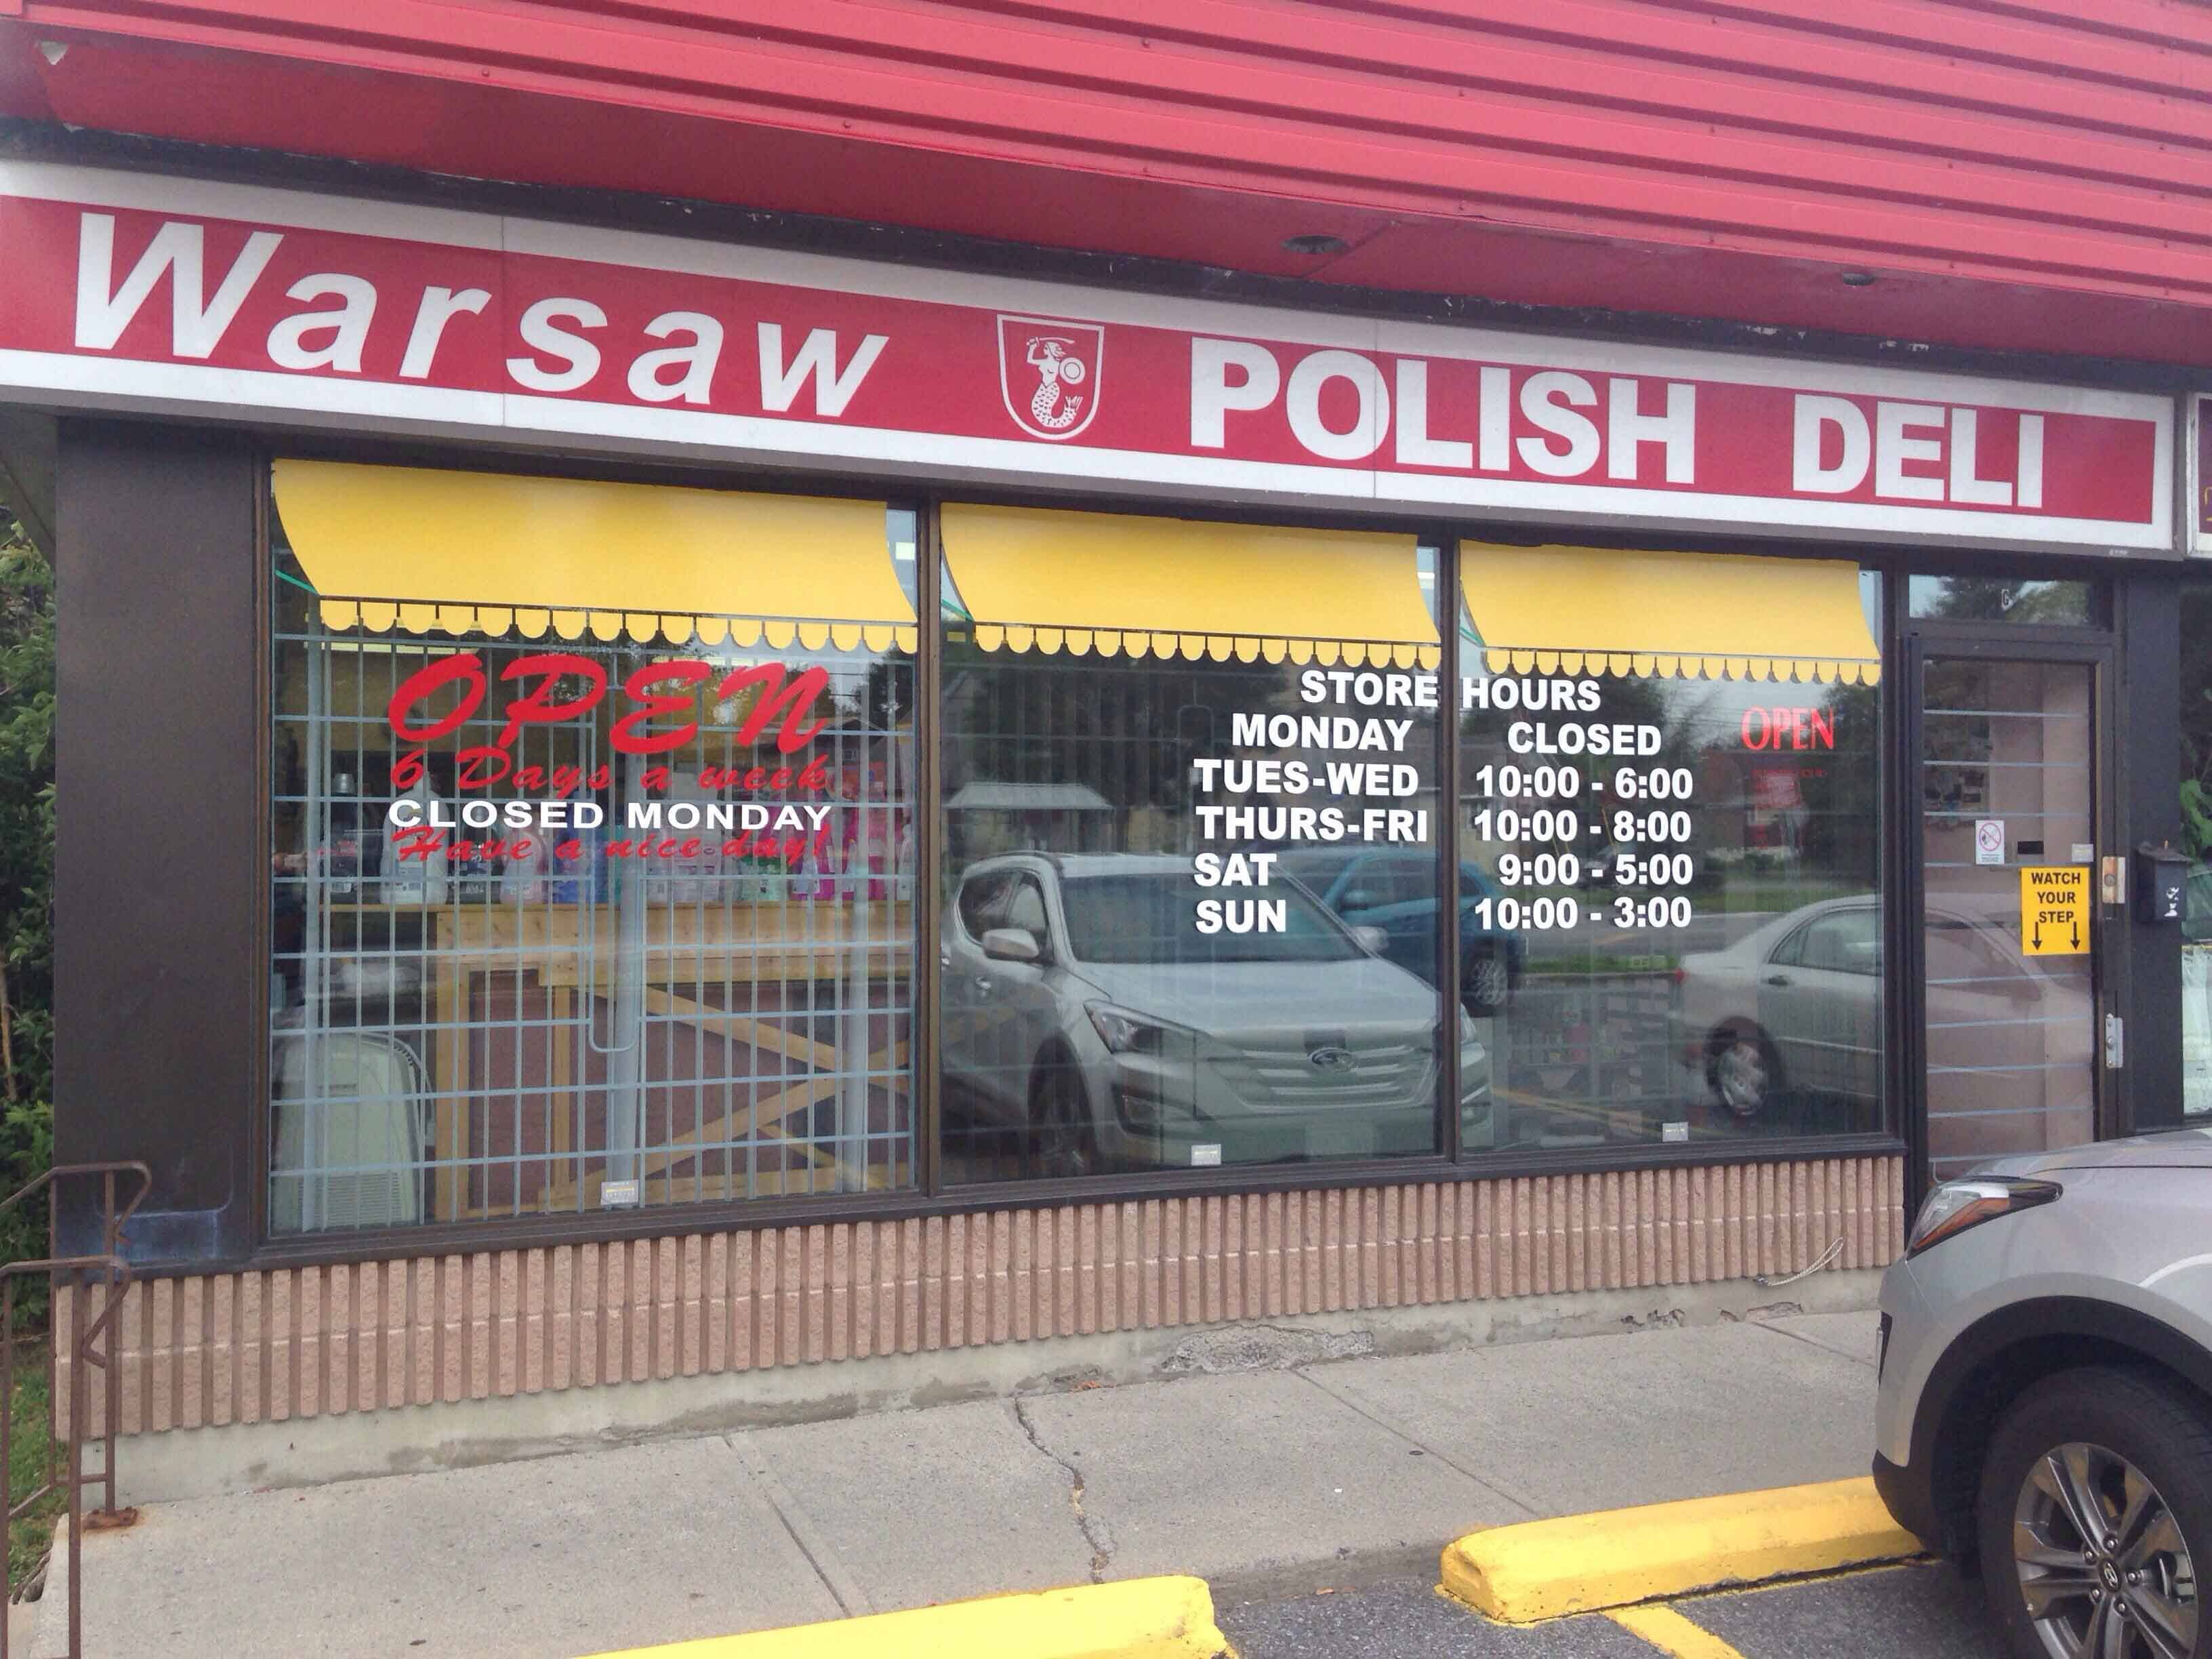 Warsaw POLISH DELI
OPEN
6 Days a week
CLOSED MONDAY
Have a nice day!
STORE HOURS
MONDAY CLOSED
TUES-WED 10:00 - 6:00
THURS-FRI 10:00 - 8:00
SAT 9:00 - 5:00
SUN 10:00 - 3:00
OPEN
WATCH
YOUR
STEP